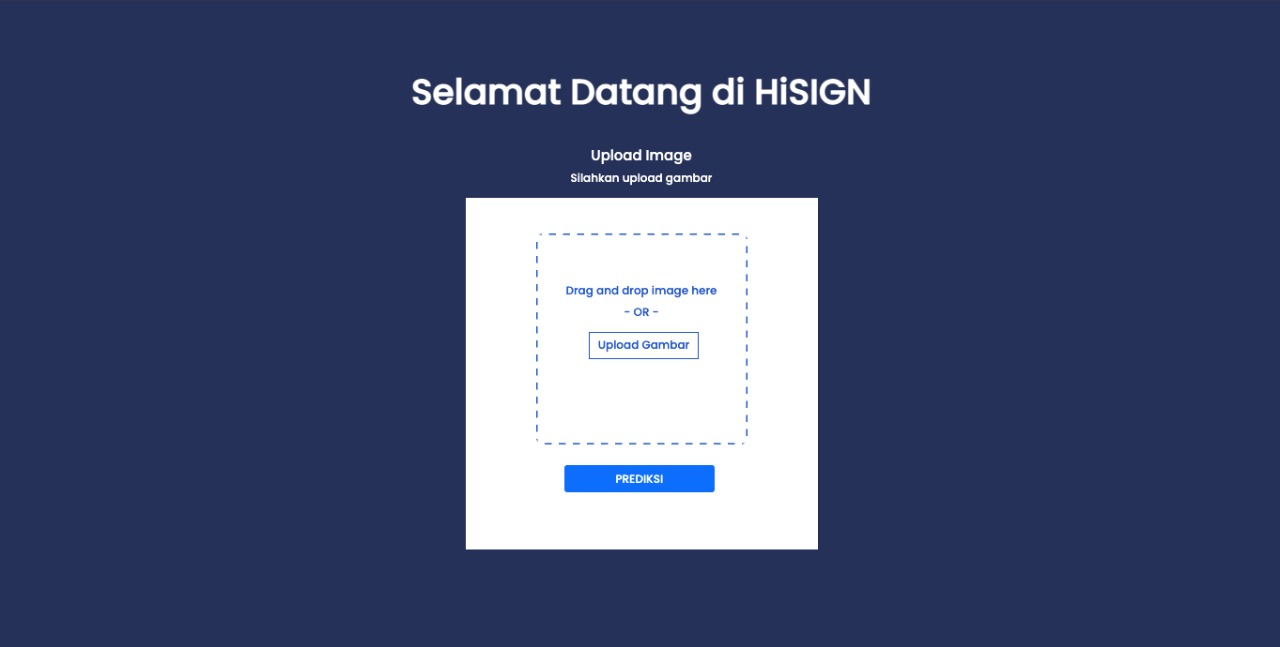 Selamat Datang di HiSIGN
Upload Image
Silahkan upload gambar
Drag and drop image here
- OR -
Upload Gambar
PREDIKSI